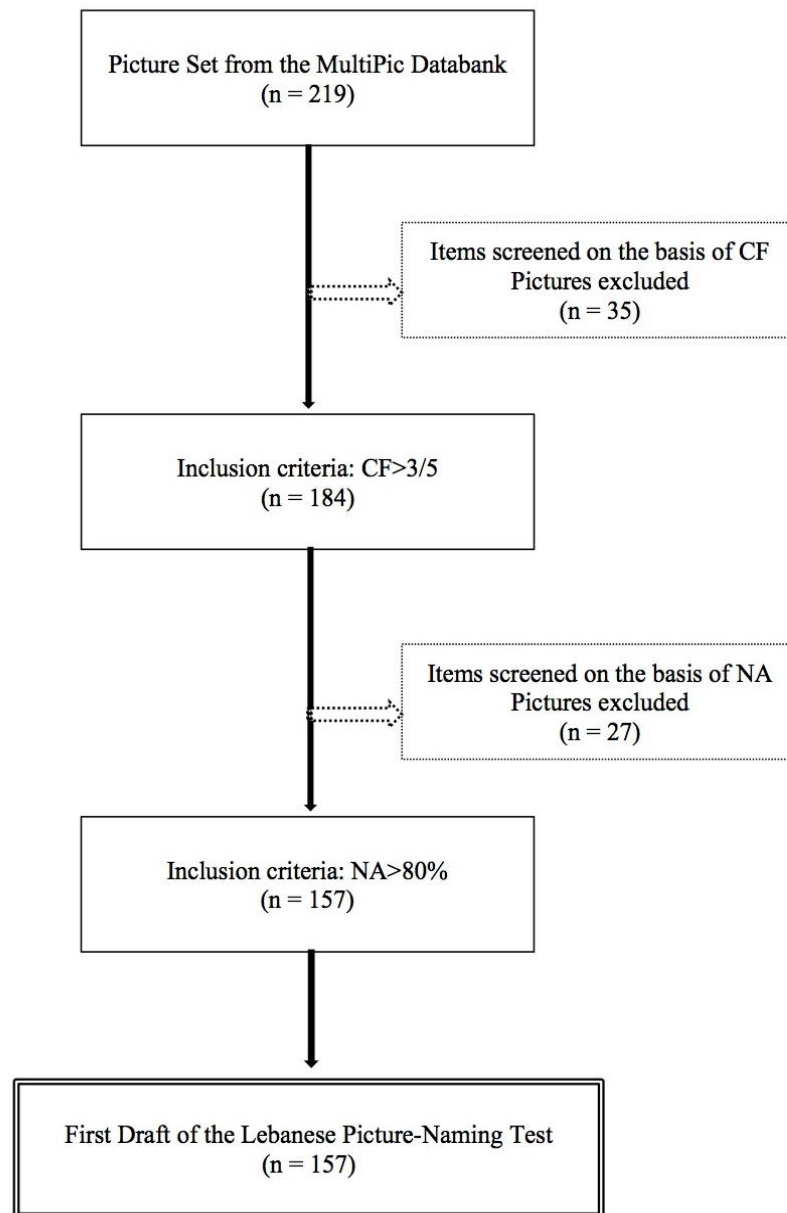 Picture Set from the MultiPic Databank
(n = 219)
Items screened on the basis of CF
Pictures excluded
(n = 35)
Inclusion criteria: CF>3/5
(n = 184)
Items screened on the basis of NA
Pictures excluded
(n = 27)
Inclusion criteria: NA>80%
(n = 157)
First Draft of the Lebanese Picture-Naming Test
(n = 157)